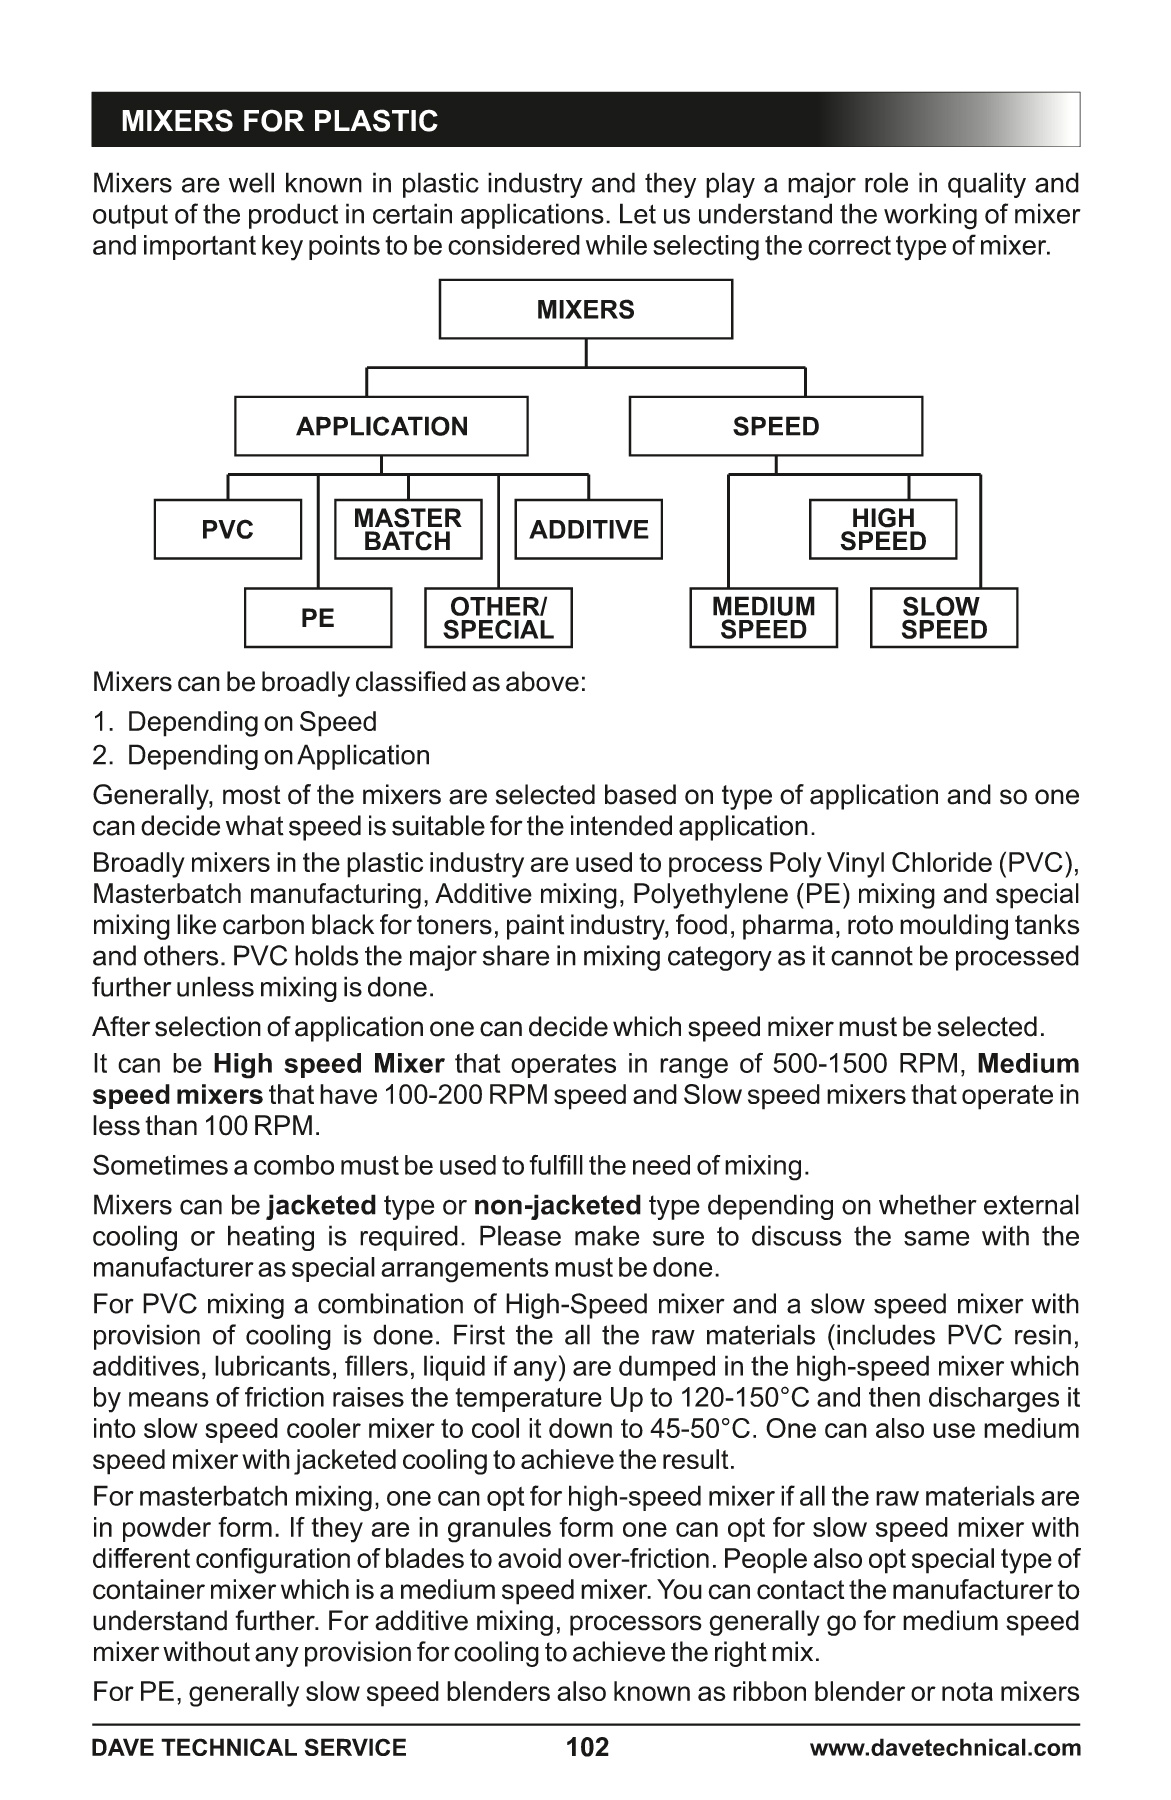 MIXERS FOR PLASTIC
Mixers are well known in plastic industry and they play a major role in quality and
output of the product in certain applications. Let us understand the working of mixer
and important key points to be considered while selecting the correct type of mixer.
MIXERS
APPLICATION
SPEED
PVC
MASTER
BATCH
ADDITIVE
HIGH
SPEED
PE
OTHER/
SPECIAL
MEDIUM
SPEED
SLOW
SPEED
Mixers can be broadly classified as above:
1. Depending on Speed
2. Depending on Application
Generally, most of the mixers are selected based on type of application and so one
can decide what speed is suitable for the intended application.
Broadly mixers in the plastic industry are used to process Poly Vinyl Chloride (PVC),
Masterbatch manufacturing, Additive mixing, Polyethylene (PE) mixing and special
mixing like carbon black for toners, paint industry, food, pharma, roto moulding tanks
and others. PVC holds the major share in mixing category as it cannot be processed
further unless mixing is done.
After selection of application one can decide which speed mixer must be selected.
It can be High speed Mixer that operates in range of 500-1500 RPM, Medium
speed mixers that have 100-200 RPM speed and Slow speed mixers that operate in
less than 100 RPM.
Sometimes a combo must be used to fulfill the need of mixing.
Mixers can be jacketed type or non-jacketed type depending on whether external
cooling or heating is required. Please make sure to discuss the same with the
manufacturer as special arrangements must be done.
For PVC mixing a combination of High-Speed mixer and a slow speed mixer with
provision of cooling is done. First the all the raw materials (includes PVC resin,
additives, lubricants, fillers, liquid if any) are dumped in the high-speed mixer which
by means of friction raises the temperature Up to 120-150°C and then discharges it
into slow speed cooler mixer to cool it down to 45-50°C. One can also use medium
speed mixer with jacketed cooling to achieve the result.
For masterbatch mixing, one can opt for high-speed mixer if all the raw materials are
in powder form. If they are in granules form one can opt for slow speed mixer with
different configuration of blades to avoid over-friction. People also opt special type of
container mixer which is a medium speed mixer. You can contact the manufacturer to
understand further. For additive mixing, processors generally go for medium speed
mixer without any provision for cooling to achieve the right mix.
For PE, generally slow speed blenders also known as ribbon blender or nota mixers
DAVE TECHNICAL SERVICE
102
www.davetechnical.com